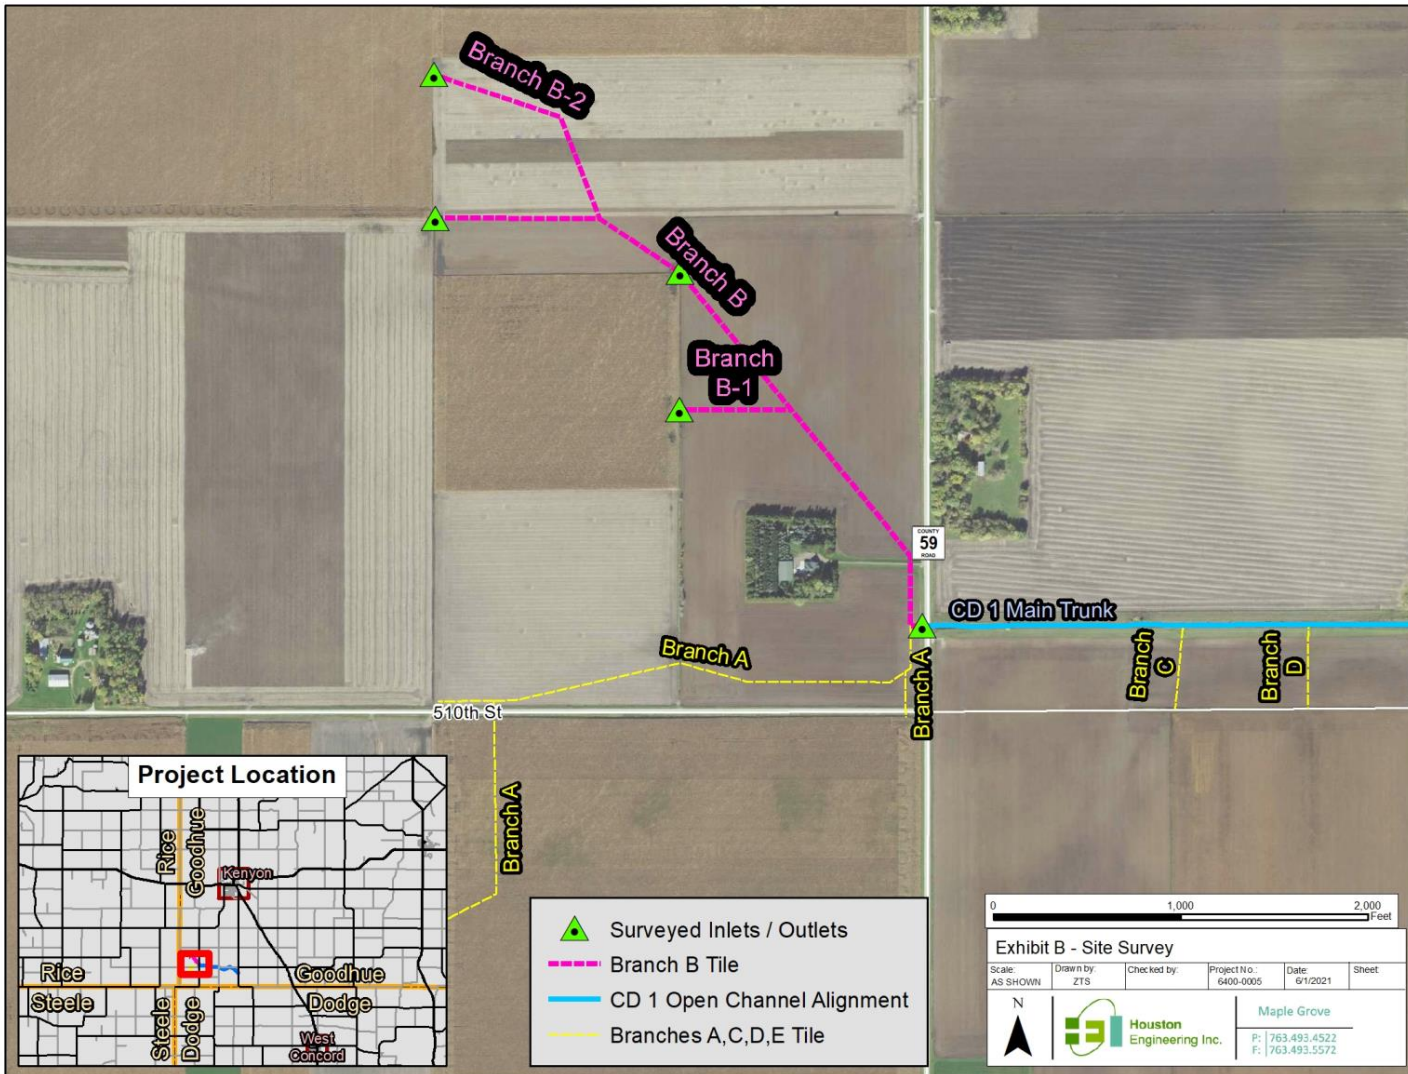 Branch B-2
Branch B
Branch
B-1
COUNTY
59
ROAD
CD 1 Main Trunk
Branch A
Branch A
Branch
C
Branch
D
510th St
Branch A
Project Location
Rice
Goodhue
Kenyon
Rice
Goodhue
Steele
Dodge
Steele
Dodge
West
Concord
Surveyed Inlets / Outlets
Branch B Tile
CD 1 Open Channel Alignment
Branches A,C,D,E Tile
0 1,000 2,000
Feet
Exhibit B - Site Survey
Scale: Drawn by: Checked by: Project No.: Date: Sheet:
AS SHOWN ZTS 6400-0005 6/1/2021
N
Houston
Engineering Inc.
Maple Grove
P: 763.493.4522
F: 763.493.5572